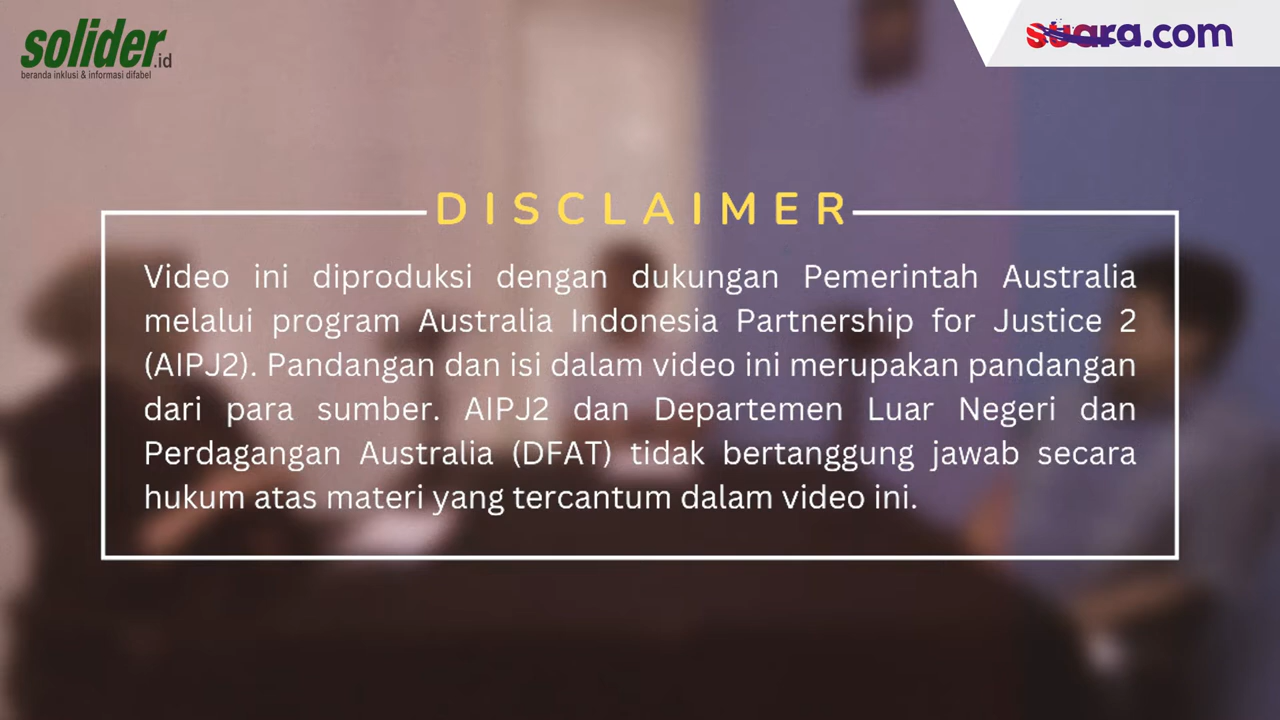 solider.id
beranda inklusi & informasi difabel
suara.com
DISCLAIMER
Video ini diproduksi dengan dukungan Pemerintah Australia
melalui program Australia Indonesia Partnership for Justice 2
(AIPJ2). Pandangan dan isi dalam video ini merupakan pandangan
dari para sumber. AIPJ2 dan Departemen Luar Negeri dan
Perdagangan Australia (DFAT) tidak bertanggung jawab secara
hukum atas materi yang tercantum dalam video ini.